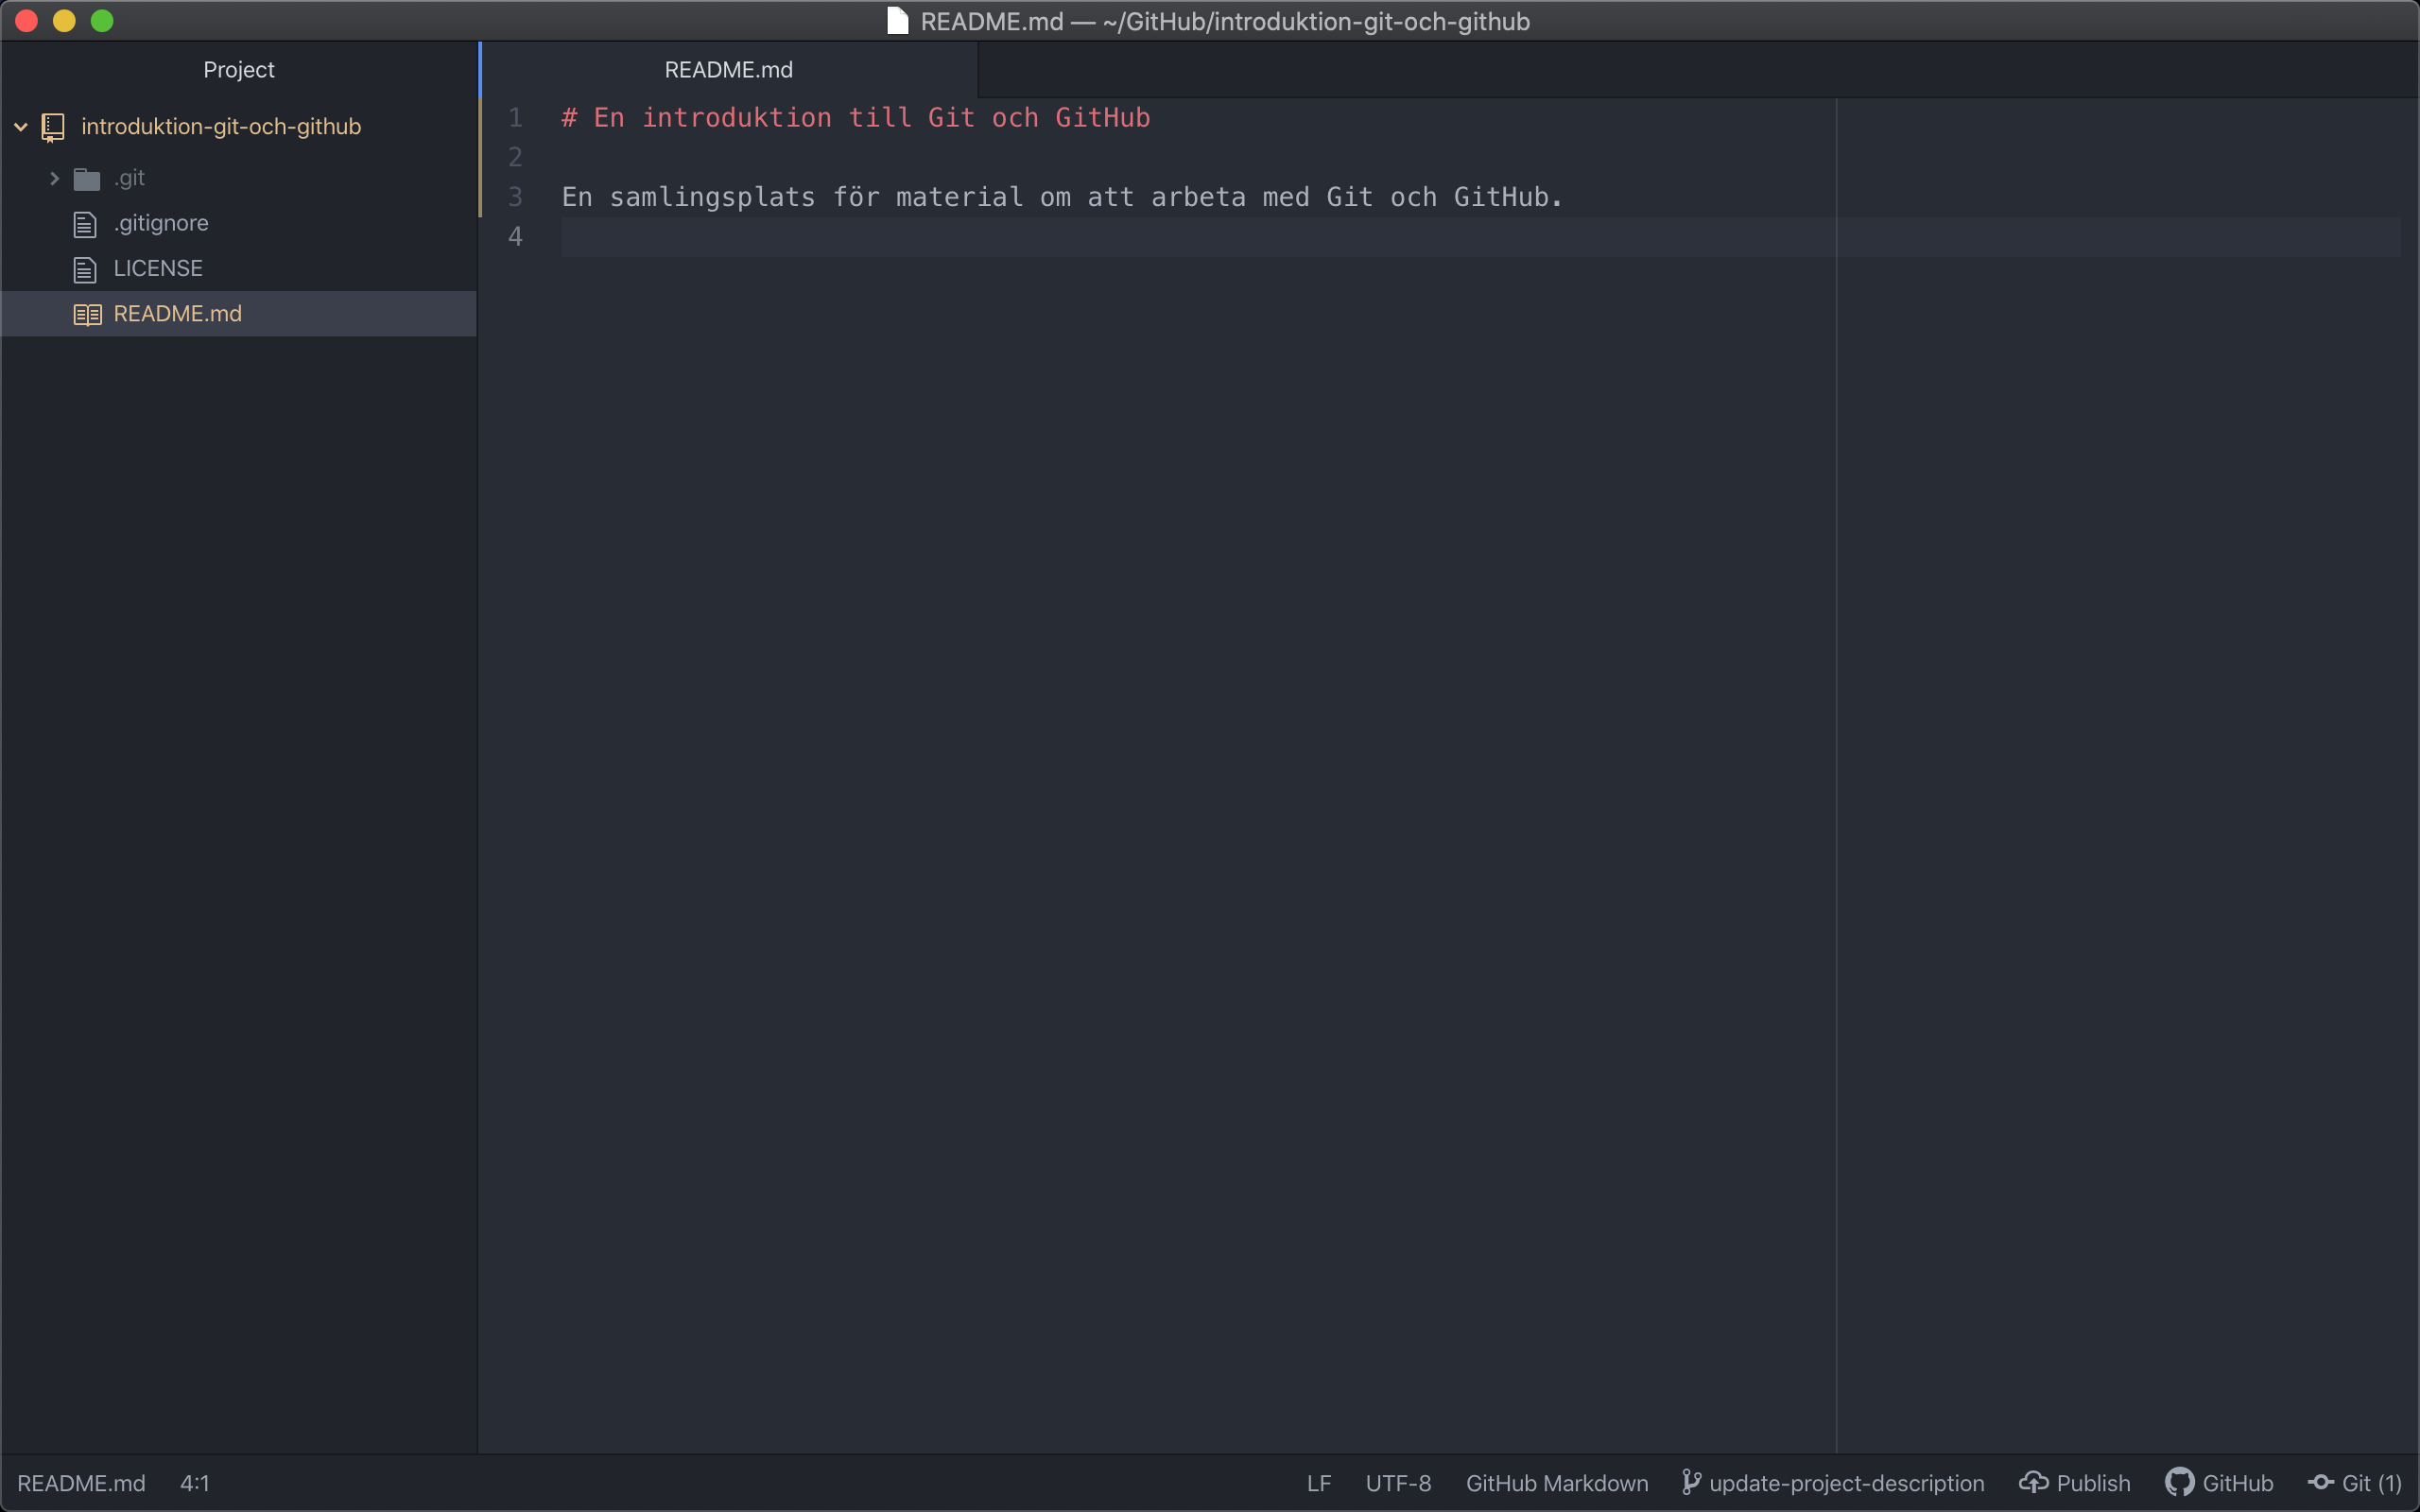 README.md — ~/GitHub/introduktion-git-och-github
Project
README.md
introduktion-git-och-github
.git
.gitignore
LICENSE
README.md
1 # En introduktion till Git och GitHub
2
3 En samlingsplats för material om att arbeta med Git och GitHub.
4
README.md 4:1 LF UTF-8 GitHub Markdown update-project-description Publish GitHub Git (1)